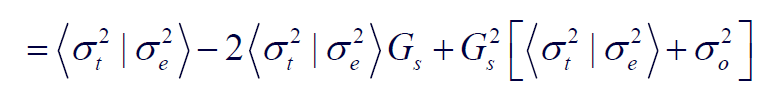 = ⟨σ_t^2 | σ_e^2⟩ − 2⟨σ_t^2 | σ_e^2⟩G_s + G_s^2[⟨σ_t^2 | σ_e^2⟩ + σ_o^2]